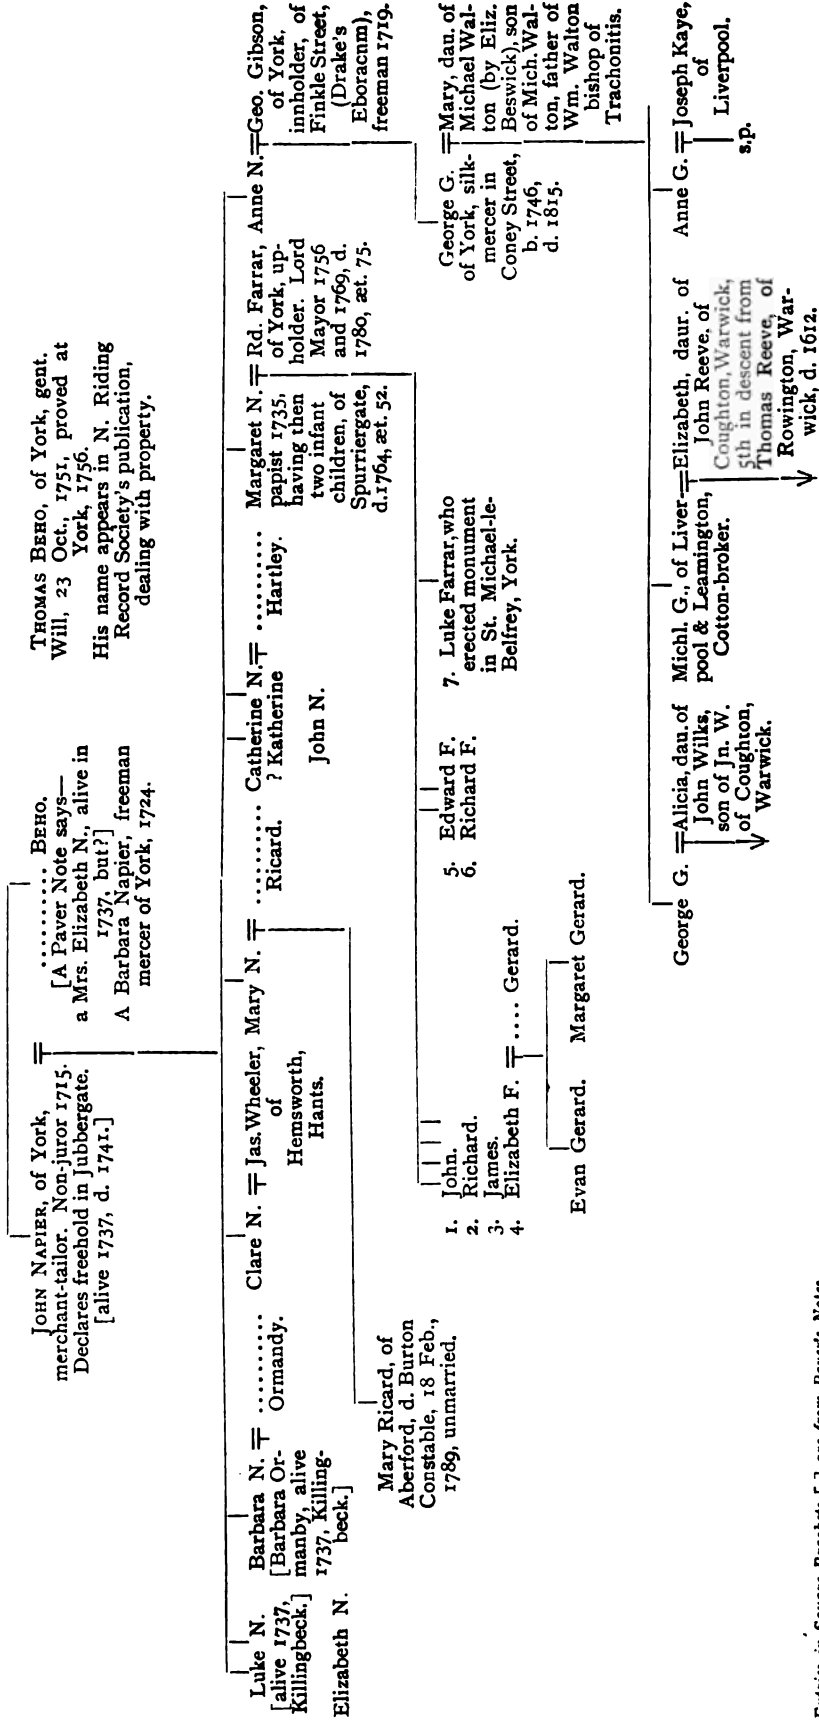 JOHN NAPIER, of York,
merchant-tailor. Non-juror 1715.
Declares freehold in Jubbergate.
[alive 1737, d. 1741.]
.......... BEHO.
[A Paver Note says—
a Mrs. Elizabeth N., alive in
1737, but?]
A Barbara Napier, freeman
mercer of York, 1724.
THOMAS BEHO, of York, gent.
Will, 23 Oct., 1751, proved at
York, 1756.
His name appears in N. Riding
Record Society's publication,
dealing with property.
Luke N.
[alive 1737,
Killingbeck.]
Elizabeth N.
Barbara N.
[Barbara Or-
manby, alive
1737, Killing-
beck.]
..........
Ormandy.
Clare N.
Jas. Wheeler,
of
Hemsworth,
Hants.
Mary N.
..........
Ricard.
Catherine N.
? Katherine
John N.
..........
Hartley.
Margaret N.
papist 1735.
having then
two infant
children, of
Spurriergate,
d. 1764, æt. 52.
Rd. Farrar,
of York, up-
holder. Lord
Mayor 1756
and 1769, d.
1780, æt. 75.
Anne N.
Geo. Gibson,
of York,
innholder, of
Finkle Street,
(Drake's
Eboracnm),
freeman 1719.
Mary Ricard, of
Aberford, d. Burton
Constable, 18 Feb.,
1789, unmarried.
1. John.
2. Richard.
3. James.
4. Elizabeth F.
.... Gerard.
5. Edward F.
6. Richard F.
7. Luke Farrar, who
erected monument
in St. Michael-le-
Belfrey, York.
George G.
of York, silk-
mercer in
Coney Street,
b. 1746,
d. 1815.
Mary, dau. of
Michael Wal-
ton (by Eliz.
Beswick), son
of Mich. Wal-
ton, father of
Wm. Walton
bishop of
Trachonitis.
Evan Gerard.
Margaret Gerard.
George G.
Alicia, dau. of
John Wilks,
son of Jn. W.
of Coughton,
Warwick.
Michl. G., of Liver-
pool & Leamington,
Cotton-broker.
Elizabeth, daur. of
John Reeve, of
Coughton, Warwick,
5th in descent from
Thomas Reeve, of
Rowington, War-
wick, d. 1612.
Anne G.
Joseph Kaye,
of
Liverpool.
s.p.